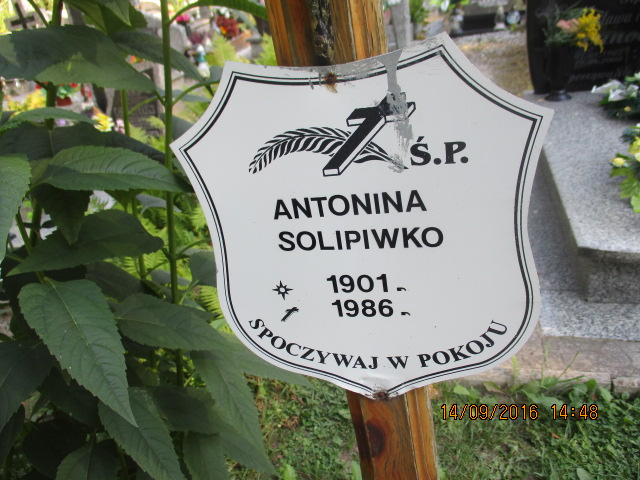 Ś.P.
ANTONINA
SOLIPIWKO
1901 r.
1986 r.
SPOCZYWAJ W POKOJU
14/09/2016 14:48